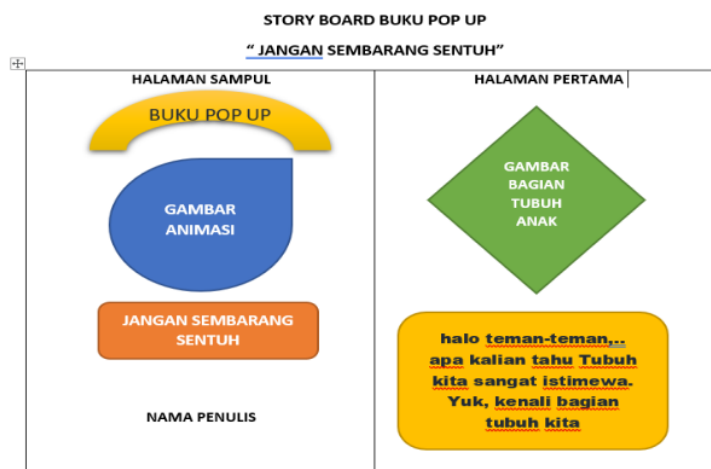 STORY BOARD BUKU POP UP
“ JANGAN SEMBARANG SENTUH”
HALAMAN SAMPUL
BUKU POP UP
GAMBAR
ANIMASI
JANGAN SEMBARANG
SENTUH
NAMA PENULIS
HALAMAN PERTAMA
GAMBAR
BAGIAN
TUBUH
ANAK
halo teman-teman,..
apa kalian tahu Tubuh
kita sangat istimewa.
Yuk, kenali bagian
tubuh kita